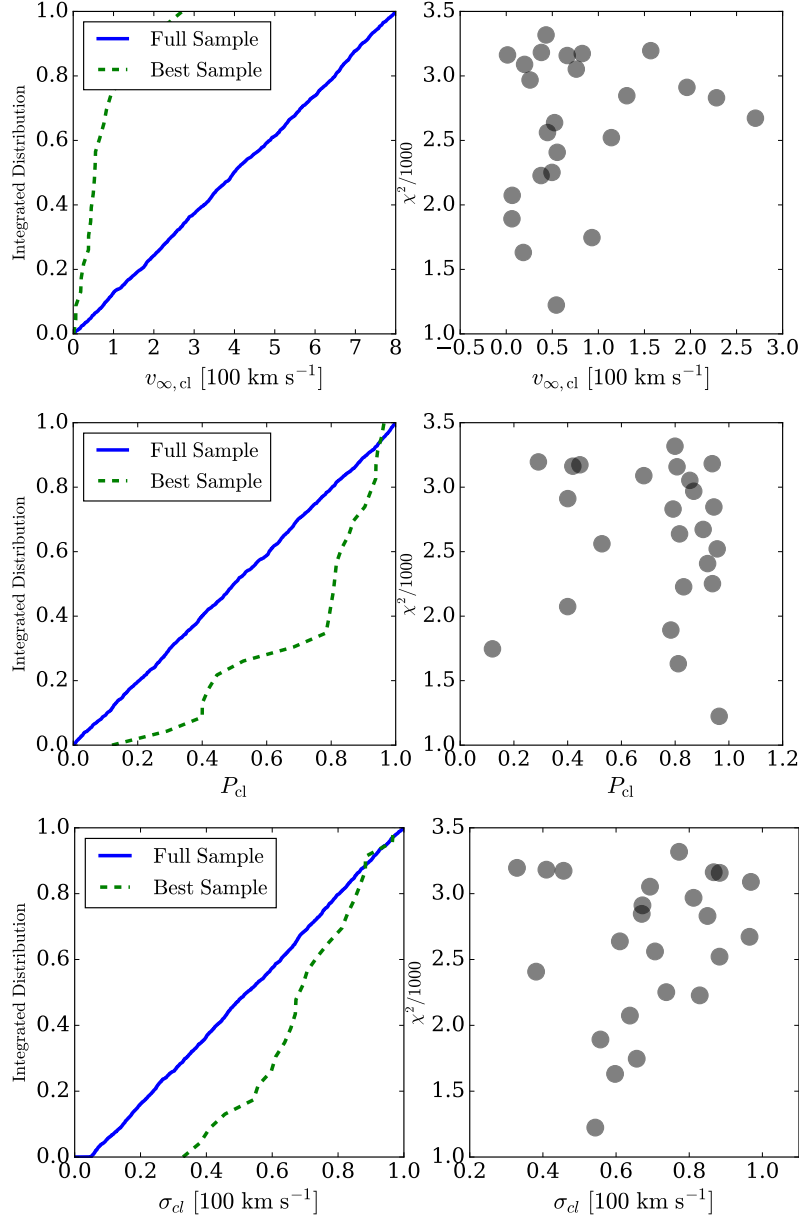 1.0
0.8
0.6
0.4
0.2
0.0
Integrated Distribution
Full Sample
Best Sample
0 1 2 3 4 5 6 7 8
v∞,cl [100 km s−1]
3.5
3.0
2.5
2.0
1.5
1.0
χ2/1000
−0.5 0.0 0.5 1.0 1.5 2.0 2.5 3.0
v∞,cl [100 km s−1]
1.0
0.8
0.6
0.4
0.2
0.0
Integrated Distribution
Full Sample
Best Sample
0.0 0.2 0.4 0.6 0.8 1.0
Pcl
3.5
3.0
2.5
2.0
1.5
1.0
χ2/1000
0.0 0.2 0.4 0.6 0.8 1.0 1.2
Pcl
1.0
0.8
0.6
0.4
0.2
0.0
Integrated Distribution
Full Sample
Best Sample
0.0 0.2 0.4 0.6 0.8 1.0
σcl [100 km s−1]
3.5
3.0
2.5
2.0
1.5
1.0
χ2/1000
0.2 0.4 0.6 0.8 1.0
σcl [100 km s−1]